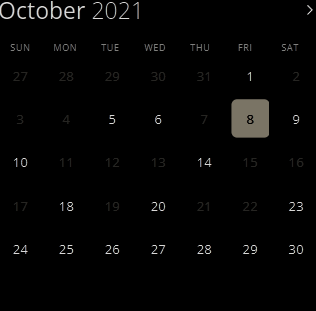 October 2021
SUN MON TUE WED THU FRI SAT
27 28 29 30 31 1 2
3 4 5 6 7 8 9
10 11 12 13 14 15 16
17 18 19 20 21 22 23
24 25 26 27 28 29 30